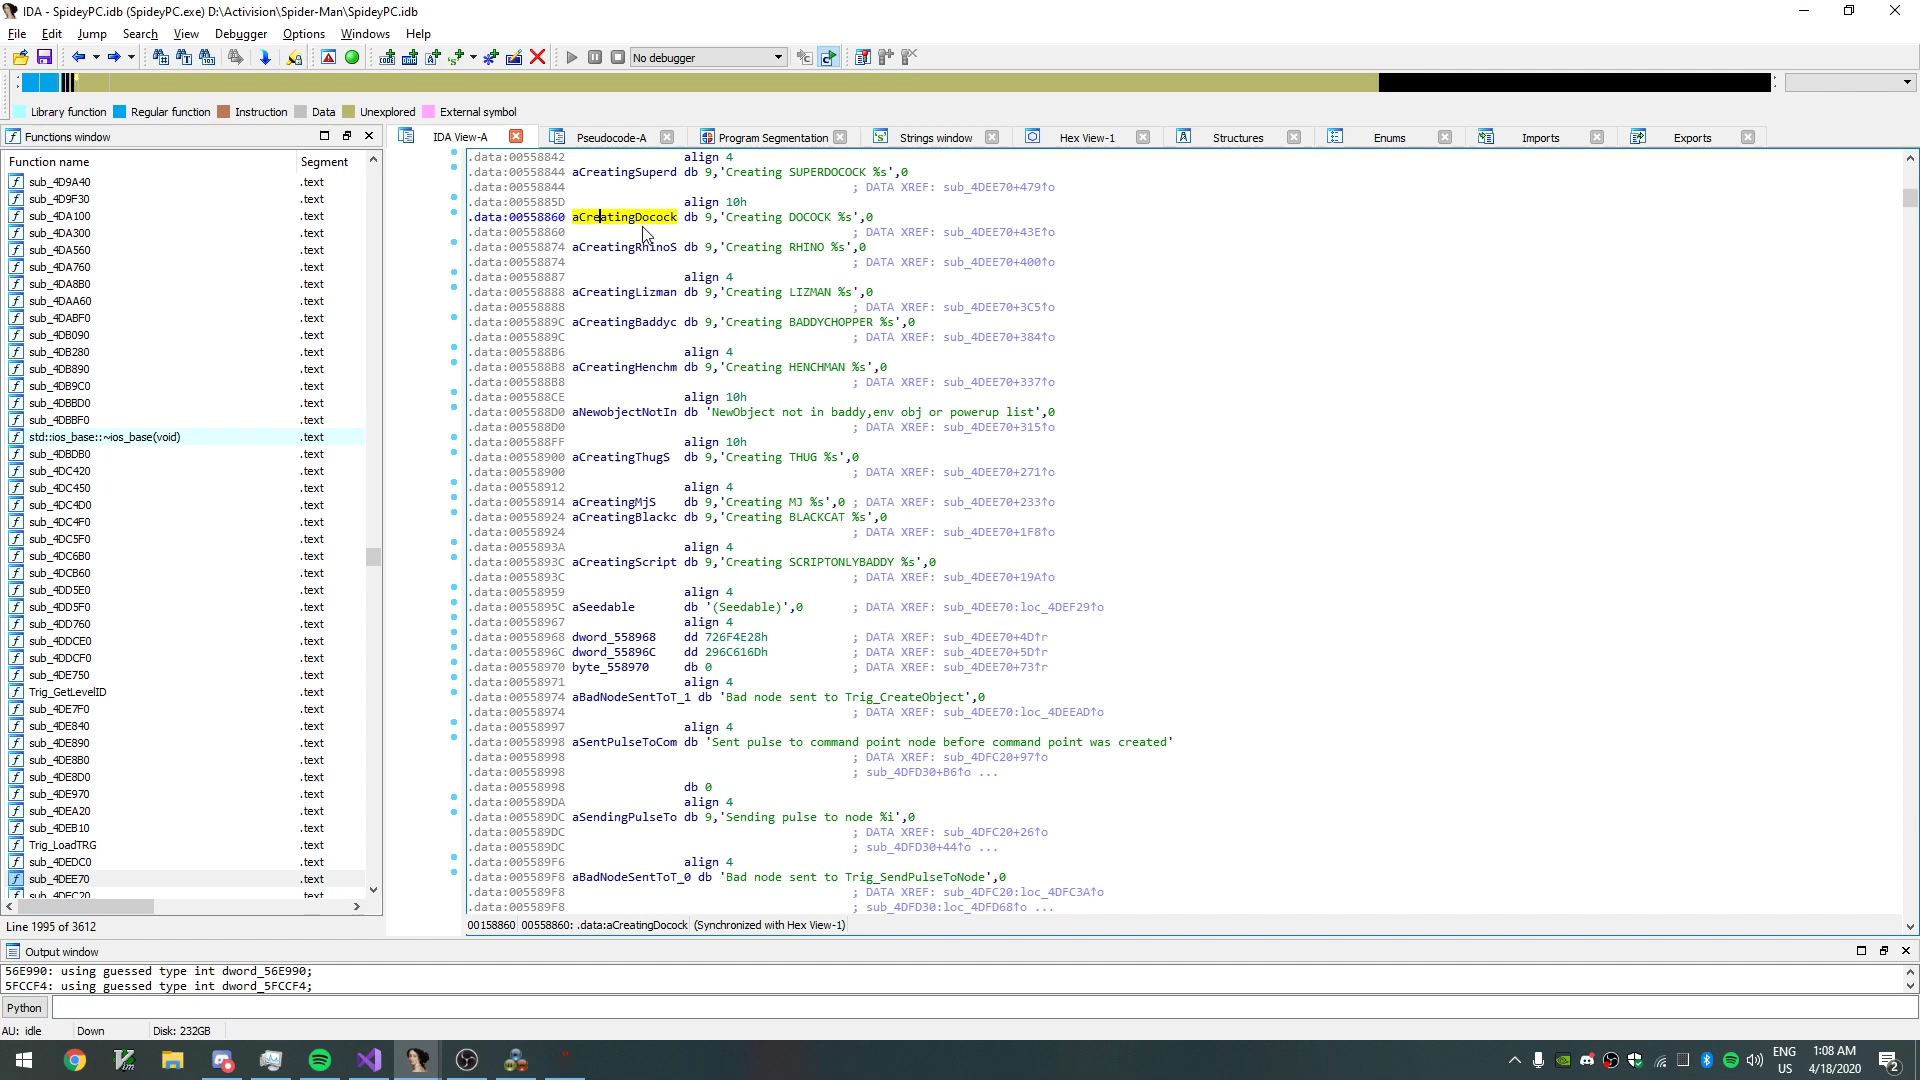 IDA - SpideyPC.idb (SpideyPC.exe) D:\Activision\Spider-Man\SpideyPC.idb
File Edit Jump Search View Debugger Options Windows Help
No debugger
Library function Regular function Instruction Data Unexplored External symbol
Functions window
IDA View-A Pseudocode-A Program Segmentation Strings window Hex View-1 Structures Enums Imports Exports
Function name Segment
sub_4D9A40 .text
sub_4D9F30 .text
sub_4DA100 .text
sub_4DA300 .text
sub_4DA560 .text
sub_4DA760 .text
sub_4DA8B0 .text
sub_4DAA60 .text
sub_4DABF0 .text
sub_4DB090 .text
sub_4DB280 .text
sub_4DB890 .text
sub_4DB9C0 .text
sub_4DBBD0 .text
sub_4DBBF0 .text
std::ios_base::~ios_base(void) .text
sub_4DBDB0 .text
sub_4DC420 .text
sub_4DC450 .text
sub_4DC4D0 .text
sub_4DC4F0 .text
sub_4DC5F0 .text
sub_4DC6B0 .text
sub_4DCB60 .text
sub_4DD5E0 .text
sub_4DD5F0 .text
sub_4DD760 .text
sub_4DDCE0 .text
sub_4DDCF0 .text
sub_4DE750 .text
Trig_GetLevelID .text
sub_4DE7F0 .text
sub_4DE840 .text
sub_4DE890 .text
sub_4DE8B0 .text
sub_4DE8D0 .text
sub_4DE970 .text
sub_4DEA20 .text
sub_4DEB10 .text
Trig_LoadTRG .text
sub_4DEDC0 .text
sub_4DEE70 .text
sub_4DFC20 .text
Line 1995 of 3612
.data:00558842 align 4
.data:00558844 aCreatingSuperd db 9,'Creating SUPERDOCOCK %s',0
.data:00558844 ; DATA XREF: sub_4DEE70+479↑o
.data:0055885D align 10h
.data:00558860 aCreatingDocock db 9,'Creating DOCOCK %s',0
.data:00558860 ; DATA XREF: sub_4DEE70+43E↑o
.data:00558874 aCreatingRhinoS db 9,'Creating RHINO %s',0
.data:00558874 ; DATA XREF: sub_4DEE70+400↑o
.data:00558887 align 4
.data:00558888 aCreatingLizman db 9,'Creating LIZMAN %s',0
.data:00558888 ; DATA XREF: sub_4DEE70+3C5↑o
.data:0055889C aCreatingBaddyc db 9,'Creating BADDYCHOPPER %s',0
.data:0055889C ; DATA XREF: sub_4DEE70+384↑o
.data:005588B6 align 4
.data:005588B8 aCreatingHenchm db 9,'Creating HENCHMAN %s',0
.data:005588B8 ; DATA XREF: sub_4DEE70+337↑o
.data:005588CE align 10h
.data:005588D0 aNewobjectNotIn db 'NewObject not in baddy,env obj or powerup list',0
.data:005588D0 ; DATA XREF: sub_4DEE70+315↑o
.data:005588FF align 10h
.data:00558900 aCreatingThugS db 9,'Creating THUG %s',0
.data:00558900 ; DATA XREF: sub_4DEE70+271↑o
.data:00558912 align 4
.data:00558914 aCreatingMjS db 9,'Creating MJ %s',0 ; DATA XREF: sub_4DEE70+233↑o
.data:00558924 aCreatingBlackc db 9,'Creating BLACKCAT %s',0
.data:00558924 ; DATA XREF: sub_4DEE70+1F8↑o
.data:0055893A align 4
.data:0055893C aCreatingScript db 9,'Creating SCRIPTONLYBADDY %s',0
.data:0055893C ; DATA XREF: sub_4DEE70+19A↑o
.data:00558959 align 4
.data:0055895C aSeedable db '(Seedable)',0 ; DATA XREF: sub_4DEE70:loc_4DEF29↑o
.data:00558967 align 4
.data:00558968 dword_558968 dd 726F4E28h ; DATA XREF: sub_4DEE70+4D↑r
.data:0055896C dword_55896C dd 296C616Dh ; DATA XREF: sub_4DEE70+5D↑r
.data:00558970 byte_558970 db 0 ; DATA XREF: sub_4DEE70+73↑r
.data:00558971 align 4
.data:00558974 aBadNodeSentToT_1 db 'Bad node sent to Trig_CreateObject',0
.data:00558974 ; DATA XREF: sub_4DEE70:loc_4DEEAD↑o
.data:00558997 align 4
.data:00558998 aSentPulseToCom db 'Sent pulse to command point node before command point was created'
.data:00558998 ; DATA XREF: sub_4DFC20+97↑o
.data:00558998 ; sub_4DFD30+B6↑o ...
.data:00558998 db 0
.data:005589DA align 4
.data:005589DC aSendingPulseTo db 9,'Sending pulse to node %i',0
.data:005589DC ; DATA XREF: sub_4DFC20+26↑o
.data:005589DC ; sub_4DFD30+44↑o ...
.data:005589F6 align 4
.data:005589F8 aBadNodeSentToT_0 db 'Bad node sent to Trig_SendPulseToNode',0
.data:005589F8 ; DATA XREF: sub_4DFC20:loc_4DFC3A↑o
.data:005589F8 ; sub_4DFD30:loc_4DFD68↑o ...
00158860 00558860: .data:aCreatingDocock (Synchronized with Hex View-1)
Output window
56E990: using guessed type int dword_56E990;
5FCCF4: using guessed type int dword_5FCCF4;
Python
AU: idle Down Disk: 232GB
ENG
US
1:08 AM
4/18/2020
2